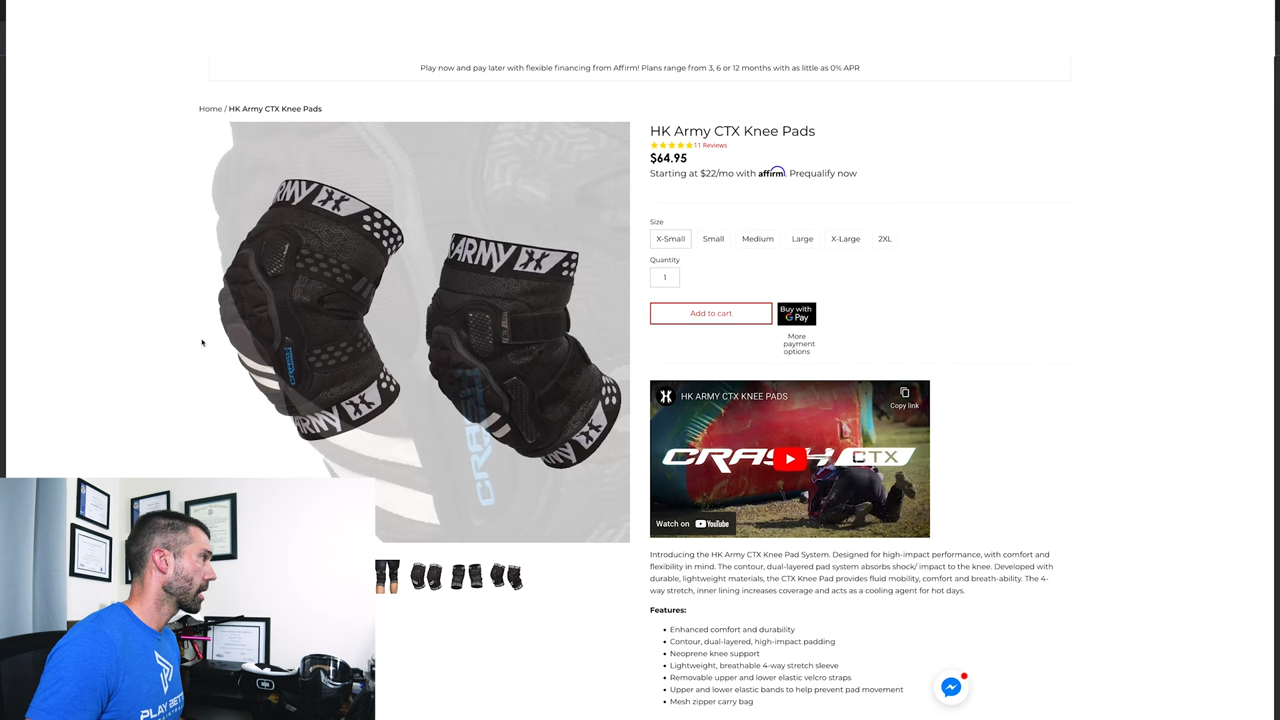 Play now and pay later with flexible financing from Affirm! Plans range from 3, 6 or 12 months with as little as 0% APR
Home / HK Army CTX Knee Pads
HK Army CTX Knee Pads
11 Reviews
$64.95
Starting at $22/mo with affirm. Prequalify now
Size
X-Small Small Medium Large X-Large 2XL
Quantity
1
Add to cart
Buy with
G Pay
More
payment
options
ARMY
ARMY
ARMY
ARMY
CRASH
HK ARMY CTX KNEE PADS
Copy link
CRASH CTX
Watch on YouTube
Introducing the HK Army CTX Knee Pad System. Designed for high-impact performance, with comfort and
flexibility in mind. The contour, dual-layered pad system absorbs shock/ impact to the knee. Developed with
durable, lightweight materials, the CTX Knee Pad provides fluid mobility, comfort and breath-ability. The 4-
way stretch, inner lining increases coverage and acts as a cooling agent for hot days.
Features:
Enhanced comfort and durability
Contour, dual-layered, high-impact padding
Neoprene knee support
Lightweight, breathable 4-way stretch sleeve
Removable upper and lower elastic velcro straps
Upper and lower elastic bands to help prevent pad movement
Mesh zipper carry bag
PLAY BET